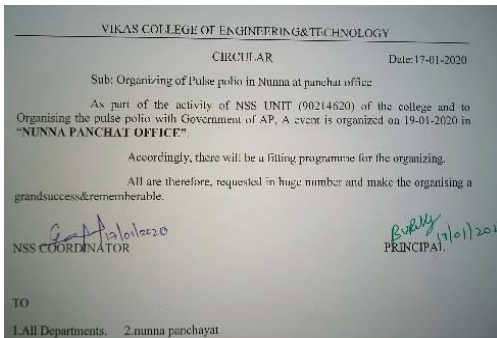 VIKAS COLLEGE OF ENGINEERING&TECHNOLOGY
CIRCULAR Date:17-01-2020
Sub: Organizing of Pulse polio in Nunna at panchat office
As part of the activity of NSS UNIT (90214620) of the college and to
Organising the pulse polio with Government of AP, A event is organized on 19-01-2020 in
“NUNNA PANCHAT OFFICE”.
Accordingly, there will be a fitting programme for the organizing.
All are therefore, requested in huge number and make the organising a
grandsuccess&rememherable.
17/01/2020 17/01/202
NSS COORDINATOR PRINCIPAL
TO
1.All Departments. 2.nunna panchayat